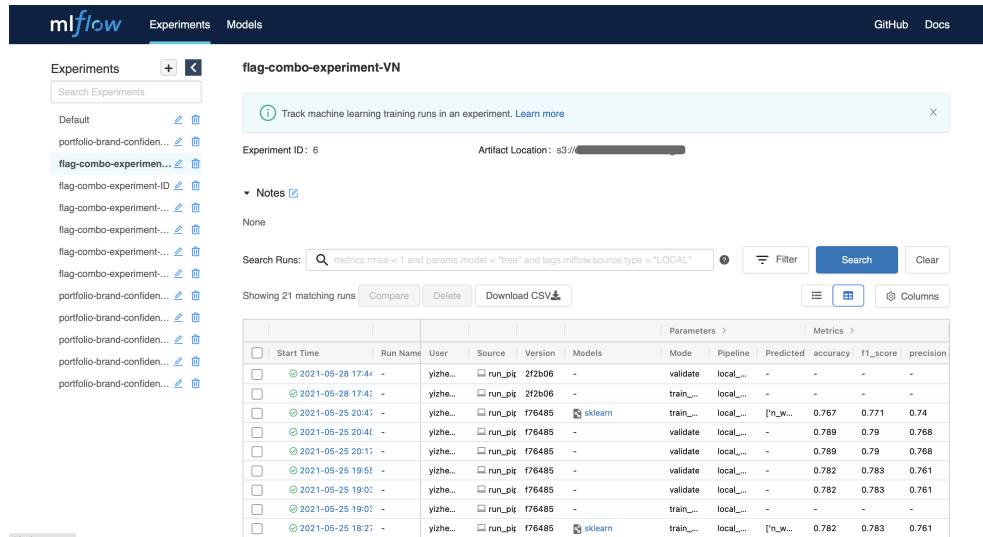 mlflow Experiments Models GitHub Docs
Experiments
Search Experiments
Default
portfolio-brand-confiden...
flag-combo-experimen...
flag-combo-experiment-ID
flag-combo-experiment-...
flag-combo-experiment-...
flag-combo-experiment-...
flag-combo-experiment-...
portfolio-brand-confiden...
portfolio-brand-confiden...
portfolio-brand-confiden...
portfolio-brand-confiden...
portfolio-brand-confiden...
flag-combo-experiment-VN
Track machine learning training runs in an experiment. Learn more
Experiment ID: 6 Artifact Location: s3://
Notes
None
Search Runs: metrics.rmse < 1 and params.model = "tree" and tags.mlflow.source.type = "LOCAL" Filter Search Clear
Showing 21 matching runs Compare Delete Download CSV Columns
Parameters > Metrics >
Start Time Run Name User Source Version Models Mode Pipeline Predicted accuracy f1_score precision
2021-05-28 17:44 - yizhe... run_pip 2f2b06 - validate local_... - - - -
2021-05-28 17:43 - yizhe... run_pip 2f2b06 - train_... local_... - - - -
2021-05-25 20:47 - yizhe... run_pip f76485 sklearn train_... local_... ['n_w... 0.767 0.771 0.74
2021-05-25 20:40 - yizhe... run_pip f76485 - validate local_... - 0.789 0.79 0.768
2021-05-25 20:17 - yizhe... run_pip f76485 - validate local_... - 0.789 0.79 0.768
2021-05-25 19:55 - yizhe... run_pip f76485 - validate local_... - 0.782 0.783 0.761
2021-05-25 19:03 - yizhe... run_pip f76485 - validate local_... - 0.782 0.783 0.761
2021-05-25 19:03 - yizhe... run_pip f76485 - train_... local_... - - - -
2021-05-25 18:27 - yizhe... run_pip f76485 sklearn train_... local_... ['n_w... 0.782 0.783 0.761